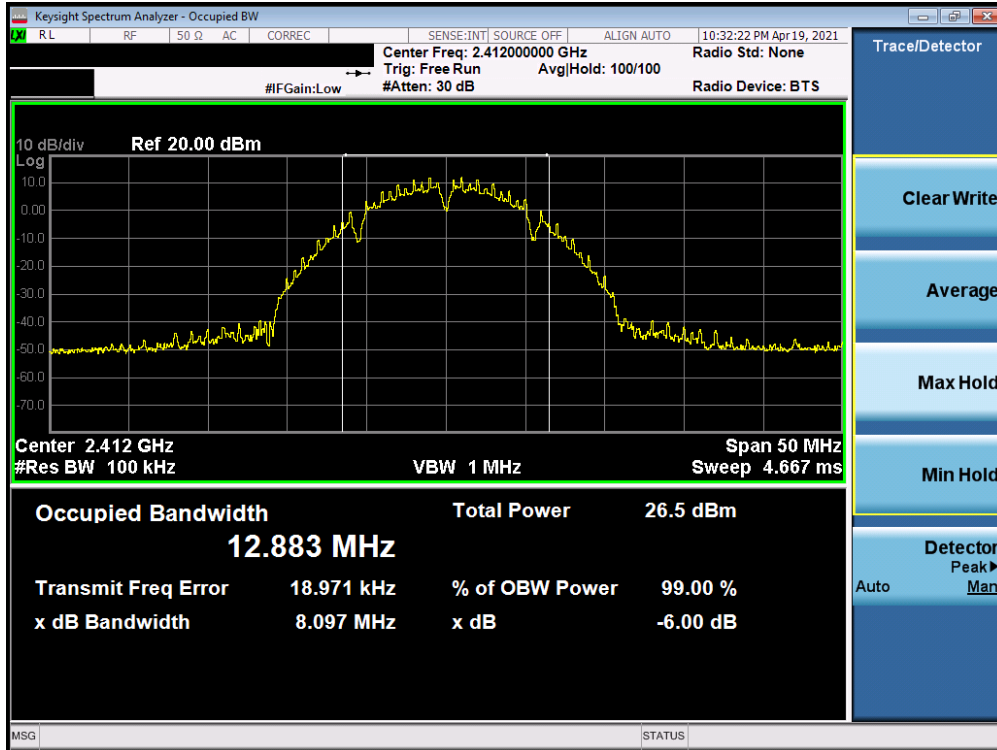 Keysight Spectrum Analyzer - Occupied BW
LXI RL RF 50 Ω AC CORREC SENSE:INT SOURCE OFF ALIGN AUTO 10:32:22 PM Apr 19, 2021
Center Freq: 2.412000000 GHz Radio Std: None
Trig: Free Run Avg|Hold: 100/100
#IFGain:Low #Atten: 30 dB Radio Device: BTS
Trace/Detector
10 dB/div Ref 20.00 dBm
Log
10.0
0.00
-10.0
-20.0
-30.0
-40.0
-50.0
-60.0
-70.0
Center 2.412 GHz Span 50 MHz
#Res BW 100 kHz VBW 1 MHz Sweep 4.667 ms
Occupied Bandwidth Total Power 26.5 dBm
12.883 MHz
Transmit Freq Error 18.971 kHz % of OBW Power 99.00 %
x dB Bandwidth 8.097 MHz x dB -6.00 dB
Clear Write
Average
Max Hold
Min Hold
Detector
Peak▶
Auto Man
MSG STATUS